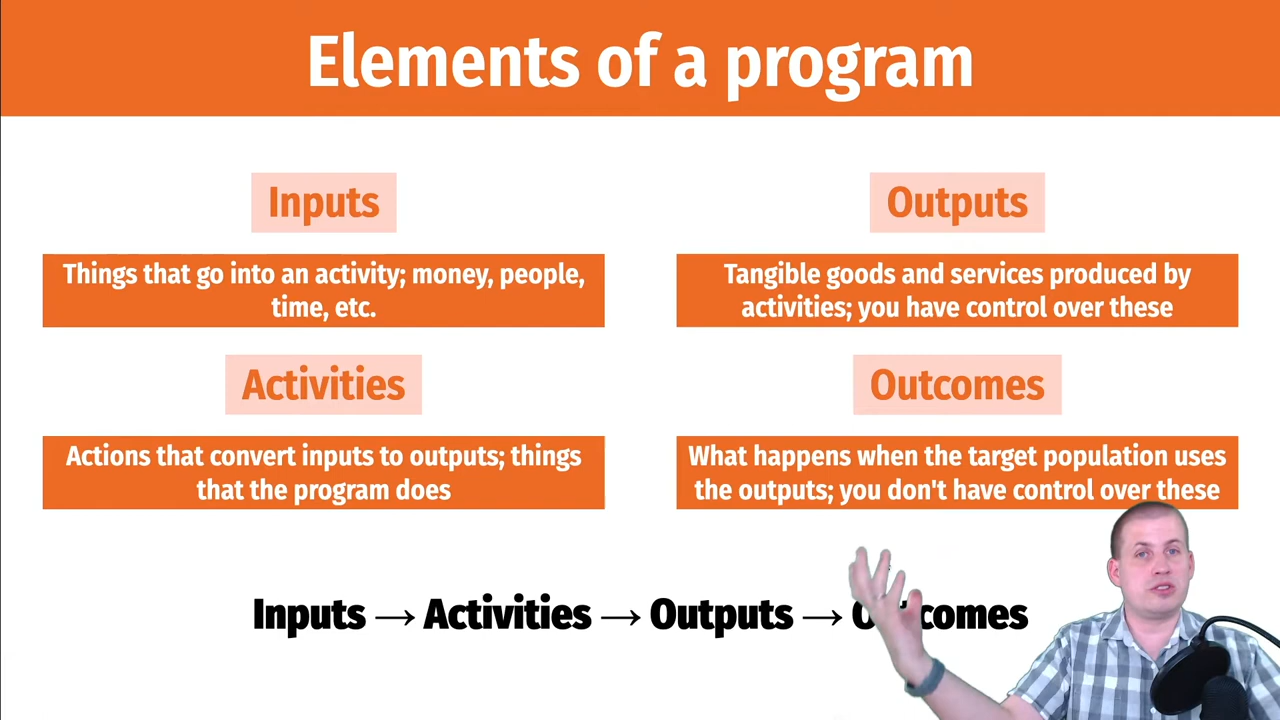 Elements of a program
Inputs
Things that go into an activity; money, people,
time, etc.
Activities
Actions that convert inputs to outputs; things
that the program does
Outputs
Tangible goods and services produced by
activities; you have control over these
Outcomes
What happens when the target population uses
the outputs; you don't have control over these
Inputs → Activities → Outputs → Outcomes